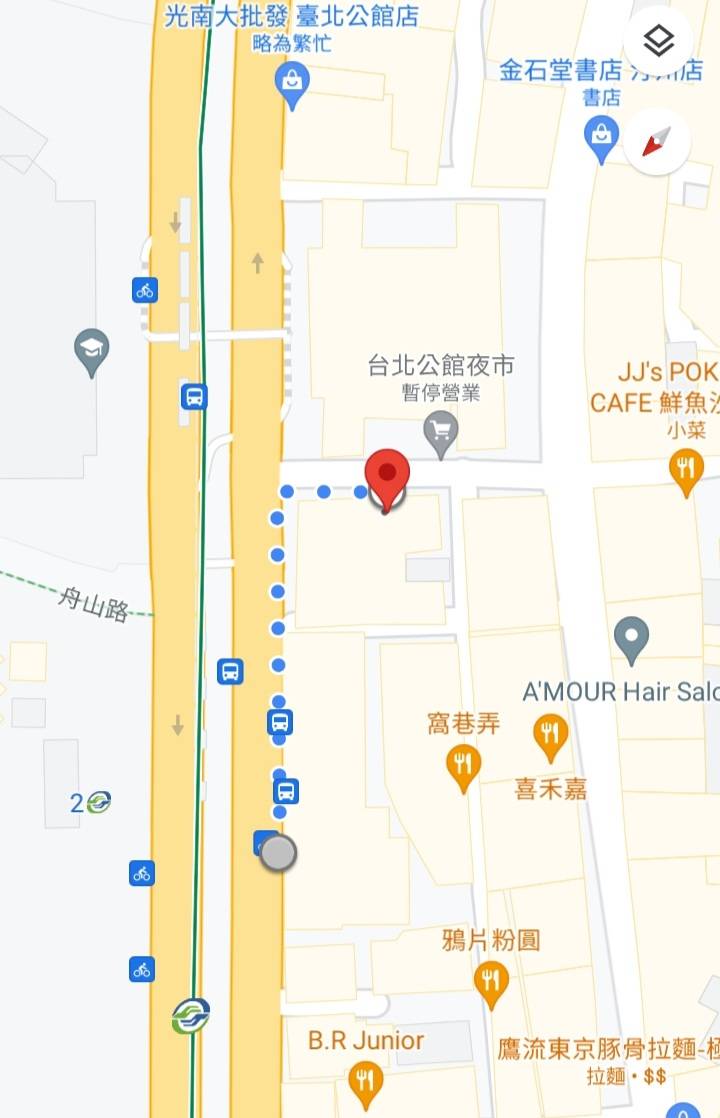 光南大批發 臺北公館店
略為繁忙
金石堂書店
店
書店
台北公館夜市
暫停營業
JJ's POK
CAFE 鮮魚
小菜
舟山路
A'MOUR Hair Salo
窩巷弄
喜禾嘉
2
鴉片粉圓
B.R Junior
鷹流東京豚骨拉麵-極
拉麵・$$